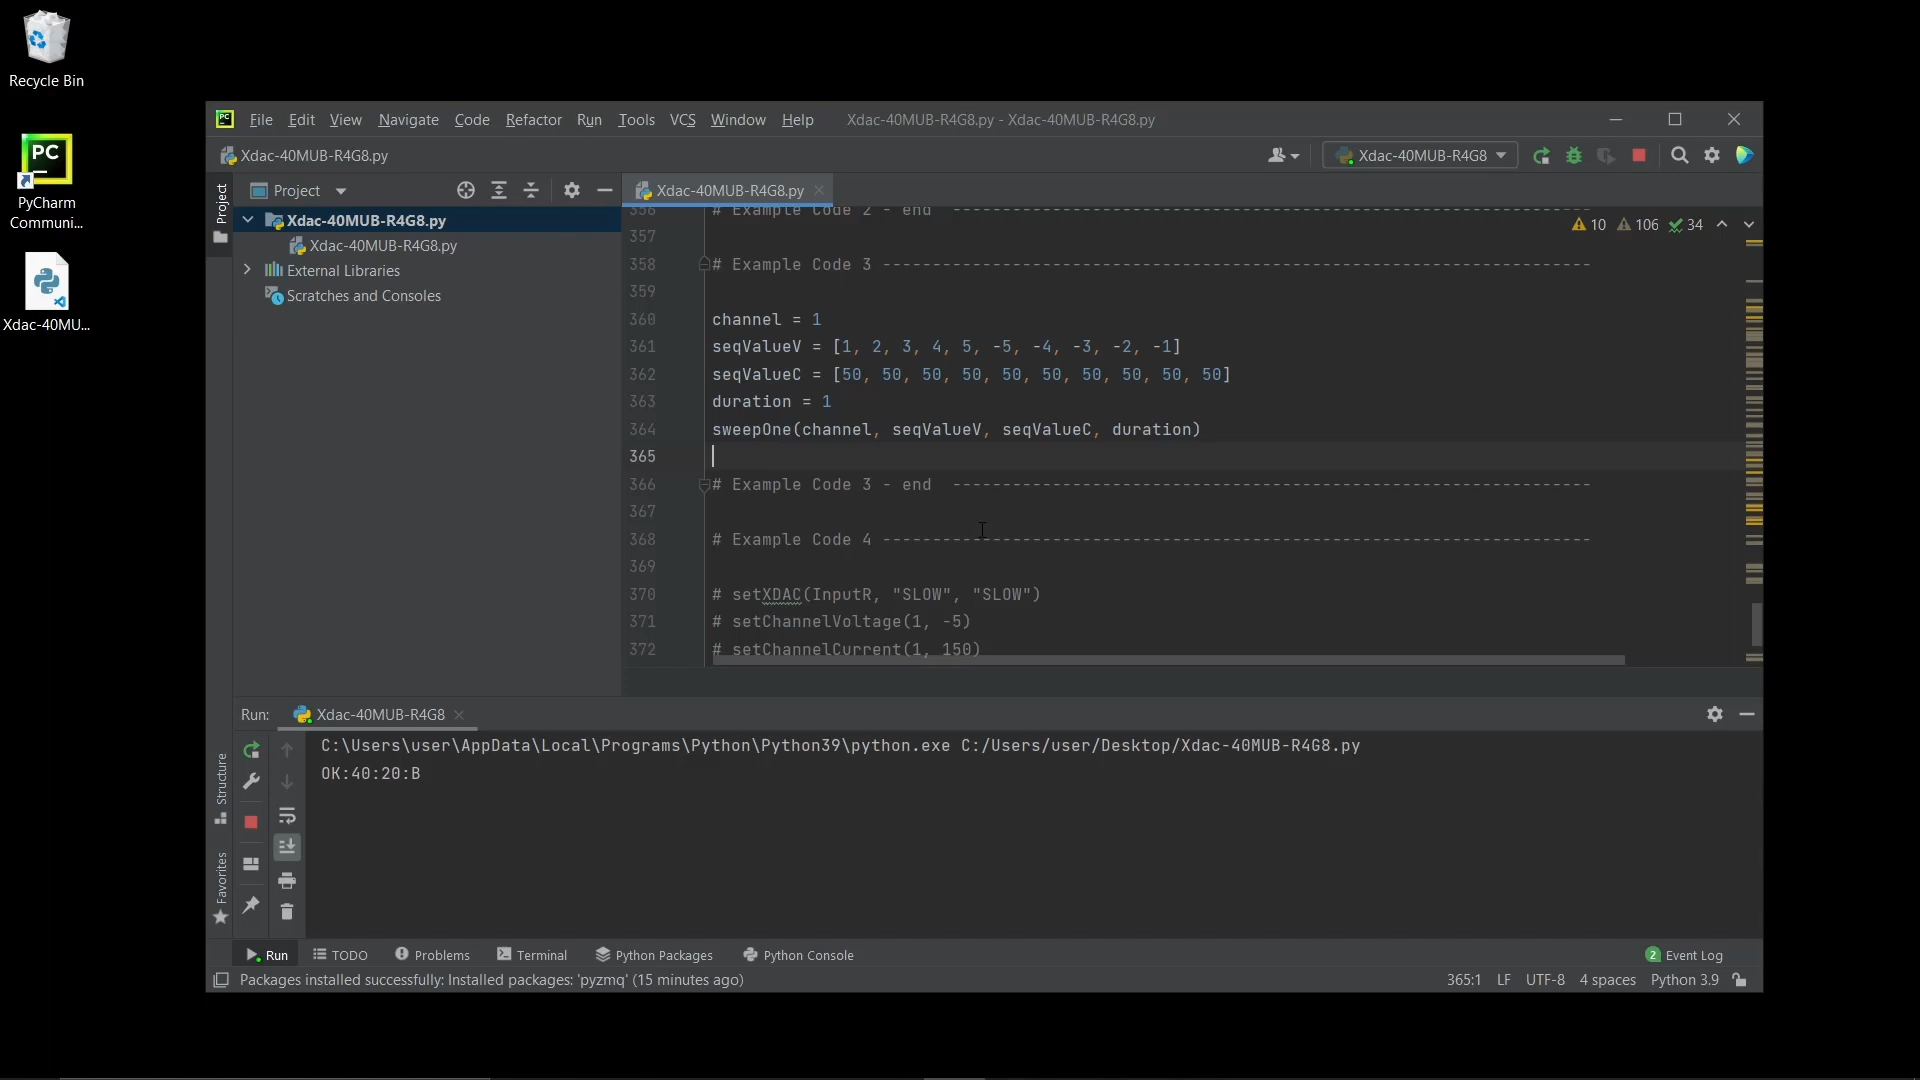 Recycle Bin
PC
PyCharm
Communi...
Xdac-40MU...
PC File Edit View Navigate Code Refactor Run Tools VCS Window Help Xdac-40MUB-R4G8.py - Xdac-40MUB-R4G8.py
Xdac-40MUB-R4G8.py Xdac-40MUB-R4G8
Project
Project
Xdac-40MUB-R4G8.py
Xdac-40MUB-R4G8.py
Xdac-40MUB-R4G8.py
External Libraries
Scratches and Consoles
10 106 34
356 # Example Code 2 - end ----------------------------------------------------------------
357
358 # Example Code 3 -----------------------------------------------------------------------
359
360 channel = 1
361 seqValueV = [1, 2, 3, 4, 5, -5, -4, -3, -2, -1]
362 seqValueC = [50, 50, 50, 50, 50, 50, 50, 50, 50, 50]
363 duration = 1
364 sweepOne(channel, seqValueV, seqValueC, duration)
365
366 # Example Code 3 - end ----------------------------------------------------------------
367
368 # Example Code 4 -----------------------------------------------------------------------
369
370 # setXDAC(InputR, "SLOW", "SLOW")
371 # setChannelVoltage(1, -5)
372 # setChannelCurrent(1, 150)
Run: Xdac-40MUB-R4G8
C:\Users\user\AppData\Local\Programs\Python\Python39\python.exe C:/Users/user/Desktop/Xdac-40MUB-R4G8.py
OK:40:20:B
Structure
Favorites
Run TODO Problems Terminal Python Packages Python Console 2 Event Log
Packages installed successfully: Installed packages: 'pyzmq' (15 minutes ago) 365:1 LF UTF-8 4 spaces Python 3.9